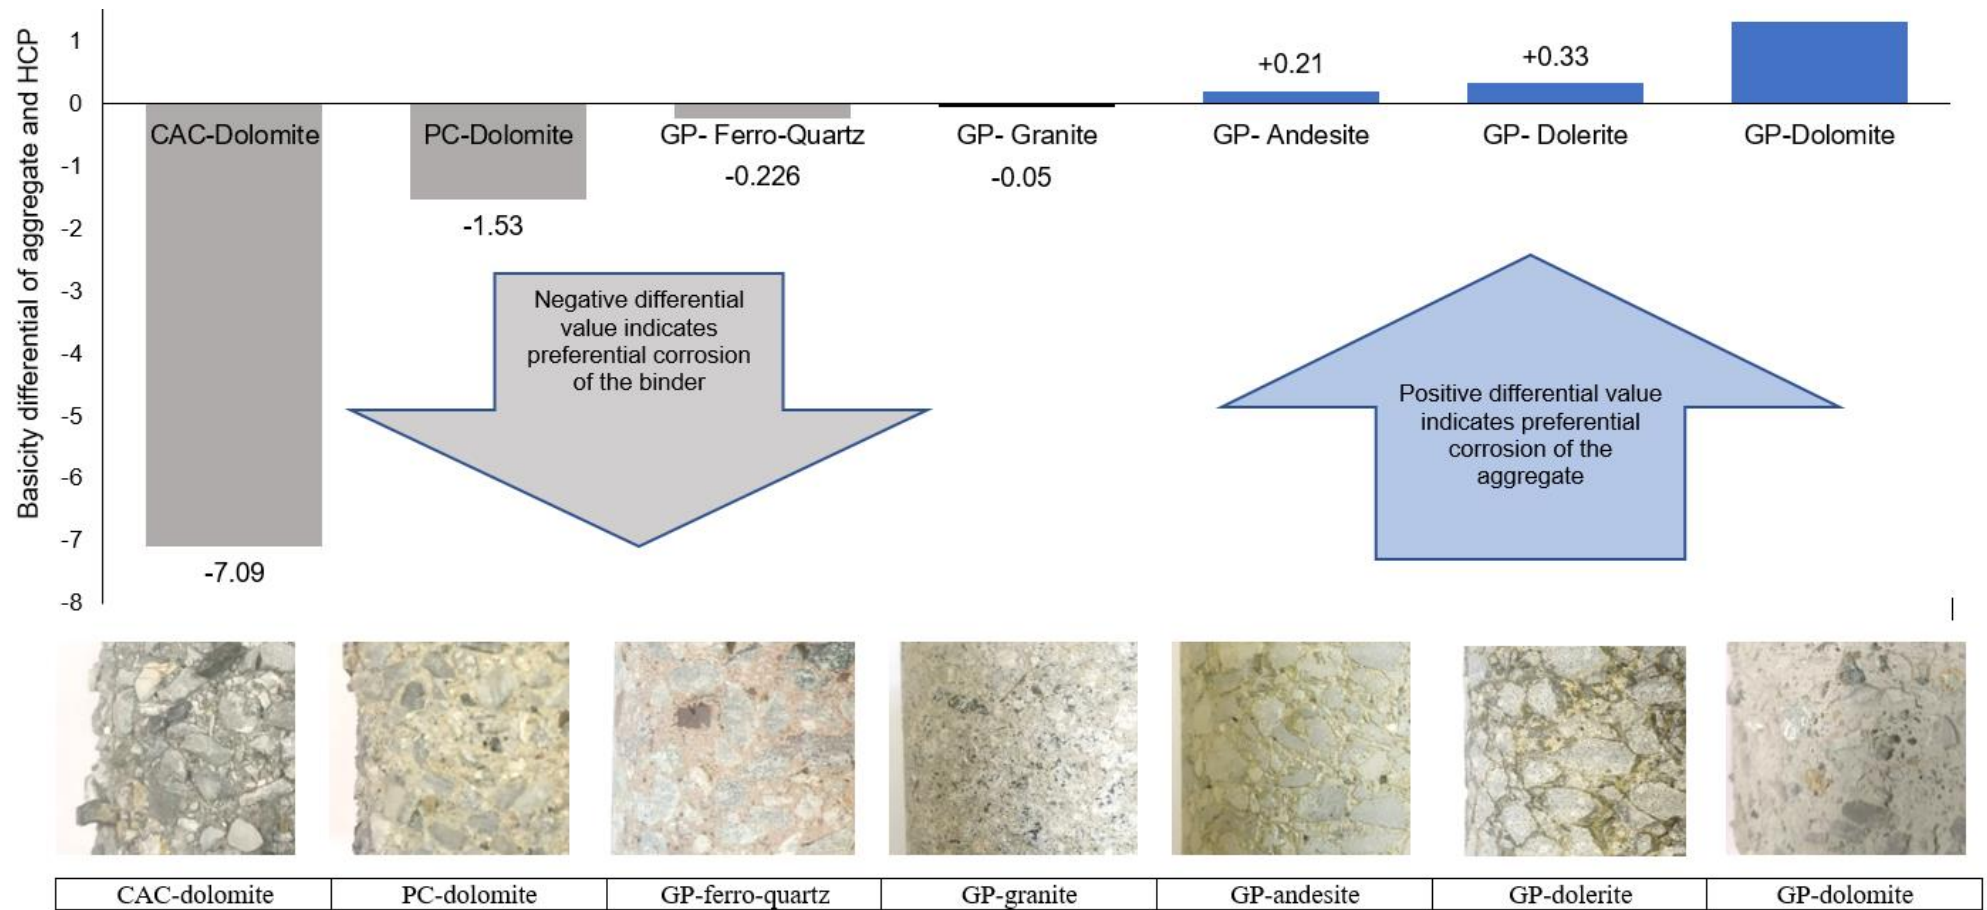 Basicity differential of aggregate and HCP
1
0
-1
-2
-3
-4
-5
-6
-7
-8
+0.21
+0.33
CAC-Dolomite
PC-Dolomite
GP- Ferro-Quartz
GP- Granite
GP- Andesite
GP- Dolerite
GP-Dolomite
-0.226
-0.05
-1.53
-7.09
Negative differential
value indicates
preferential corrosion
of the binder
Positive differential value
indicates preferential
corrosion of the
aggregate
CAC-dolomite
PC-dolomite
GP-ferro-quartz
GP-granite
GP-andesite
GP-dolerite
GP-dolomite